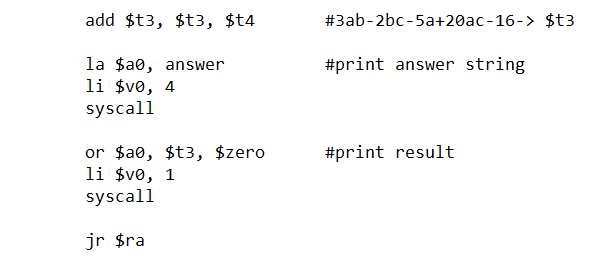 add $t3, $t3, $t4 #3ab-2bc-5a+20ac-16-> $t3
la $a0, answer #print answer string
li $v0, 4
syscall
or $a0, $t3, $zero #print result
li $v0, 1
syscall
jr $ra